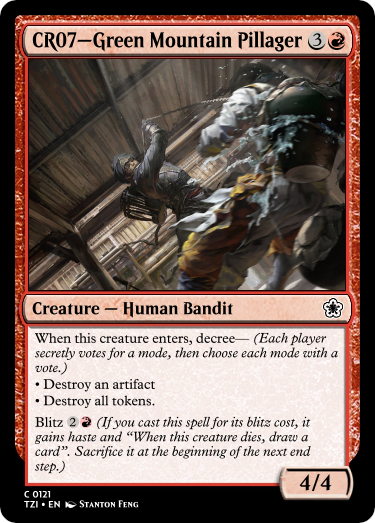 CR07—Green Mountain Pillager 3
Creature — Human Bandit
When this creature enters, decree— (Each player
secretly votes for a mode, then choose each mode with a
vote.)
• Destroy an artifact
• Destroy all tokens.
Blitz 2 (If you cast this spell for its blitz cost, it
gains haste and “When this creature dies, draw a
card”. Sacrifice it at the beginning of the next end
step.)
4/4
C 0121
TZI • EN Stanton Feng